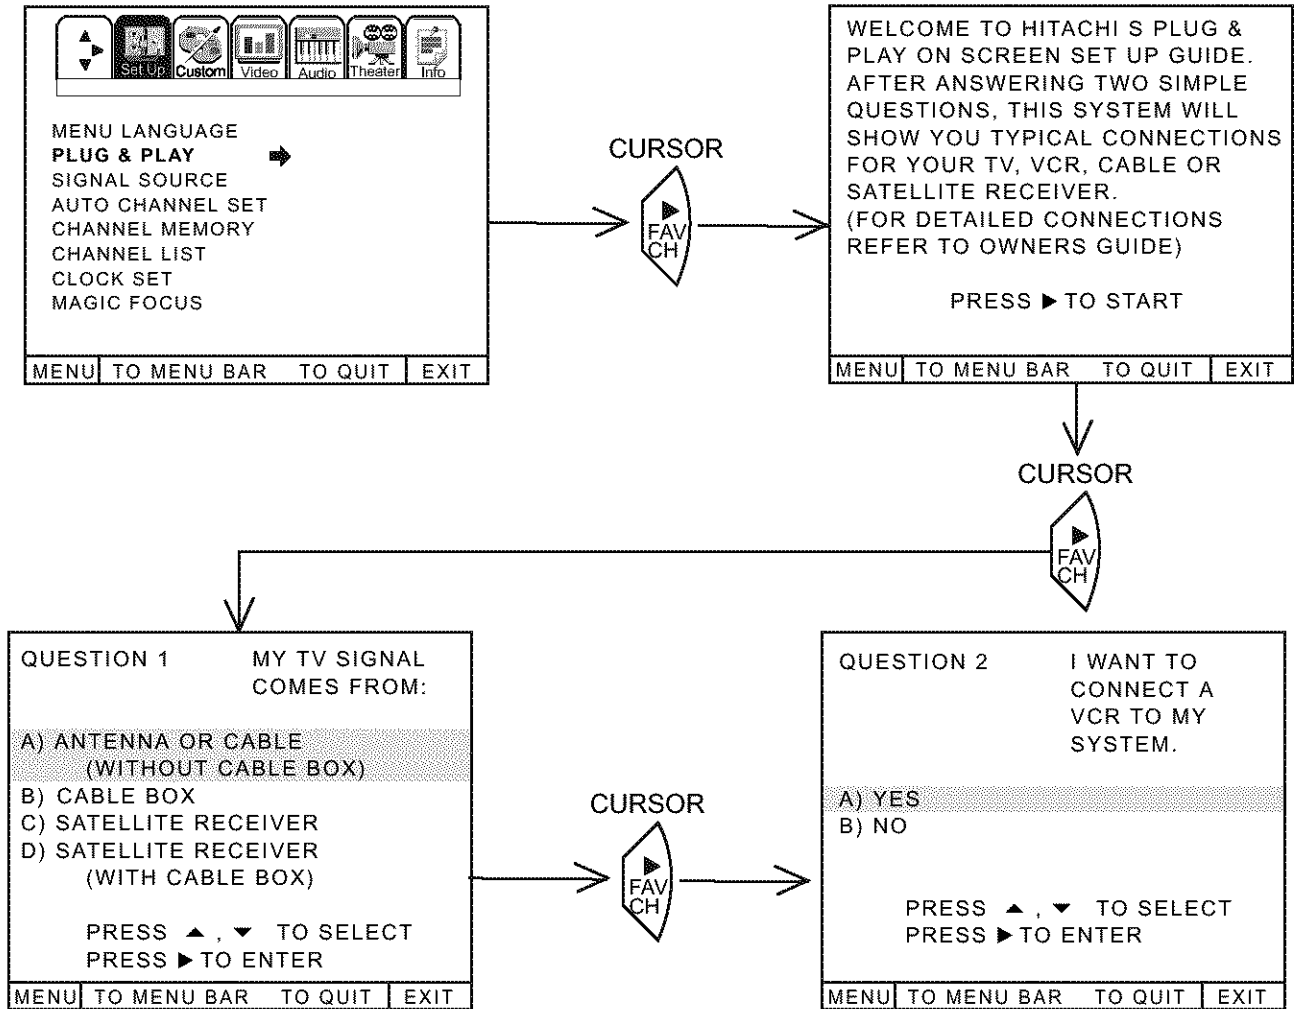 Set Up Custom Video Audio Theater Info
MENU LANGUAGE
PLUG & PLAY
SIGNAL SOURCE
AUTO CHANNEL SET
CHANNEL MEMORY
CHANNEL LIST
CLOCK SET
MAGIC FOCUS
MENU TO MENU BAR TO QUIT EXIT
CURSOR
FAV
CH
WELCOME TO HITACHI S PLUG &
PLAY ON SCREEN SET UP GUIDE.
AFTER ANSWERING TWO SIMPLE
QUESTIONS, THIS SYSTEM WILL
SHOW YOU TYPICAL CONNECTIONS
FOR YOUR TV, VCR, CABLE OR
SATELLITE RECEIVER.
(FOR DETAILED CONNECTIONS
REFER TO OWNERS GUIDE)
PRESS ▶ TO START
MENU TO MENU BAR TO QUIT EXIT
CURSOR
FAV
CH
QUESTION 1 MY TV SIGNAL
COMES FROM:
A) ANTENNA OR CABLE
(WITHOUT CABLE BOX)
B) CABLE BOX
C) SATELLITE RECEIVER
D) SATELLITE RECEIVER
(WITH CABLE BOX)
PRESS ▲ , ▼ TO SELECT
PRESS ▶ TO ENTER
MENU TO MENU BAR TO QUIT EXIT
CURSOR
FAV
CH
QUESTION 2 I WANT TO
CONNECT A
VCR TO MY
SYSTEM.
A) YES
B) NO
PRESS ▲ , ▼ TO SELECT
PRESS ▶ TO ENTER
MENU TO MENU BAR TO QUIT EXIT